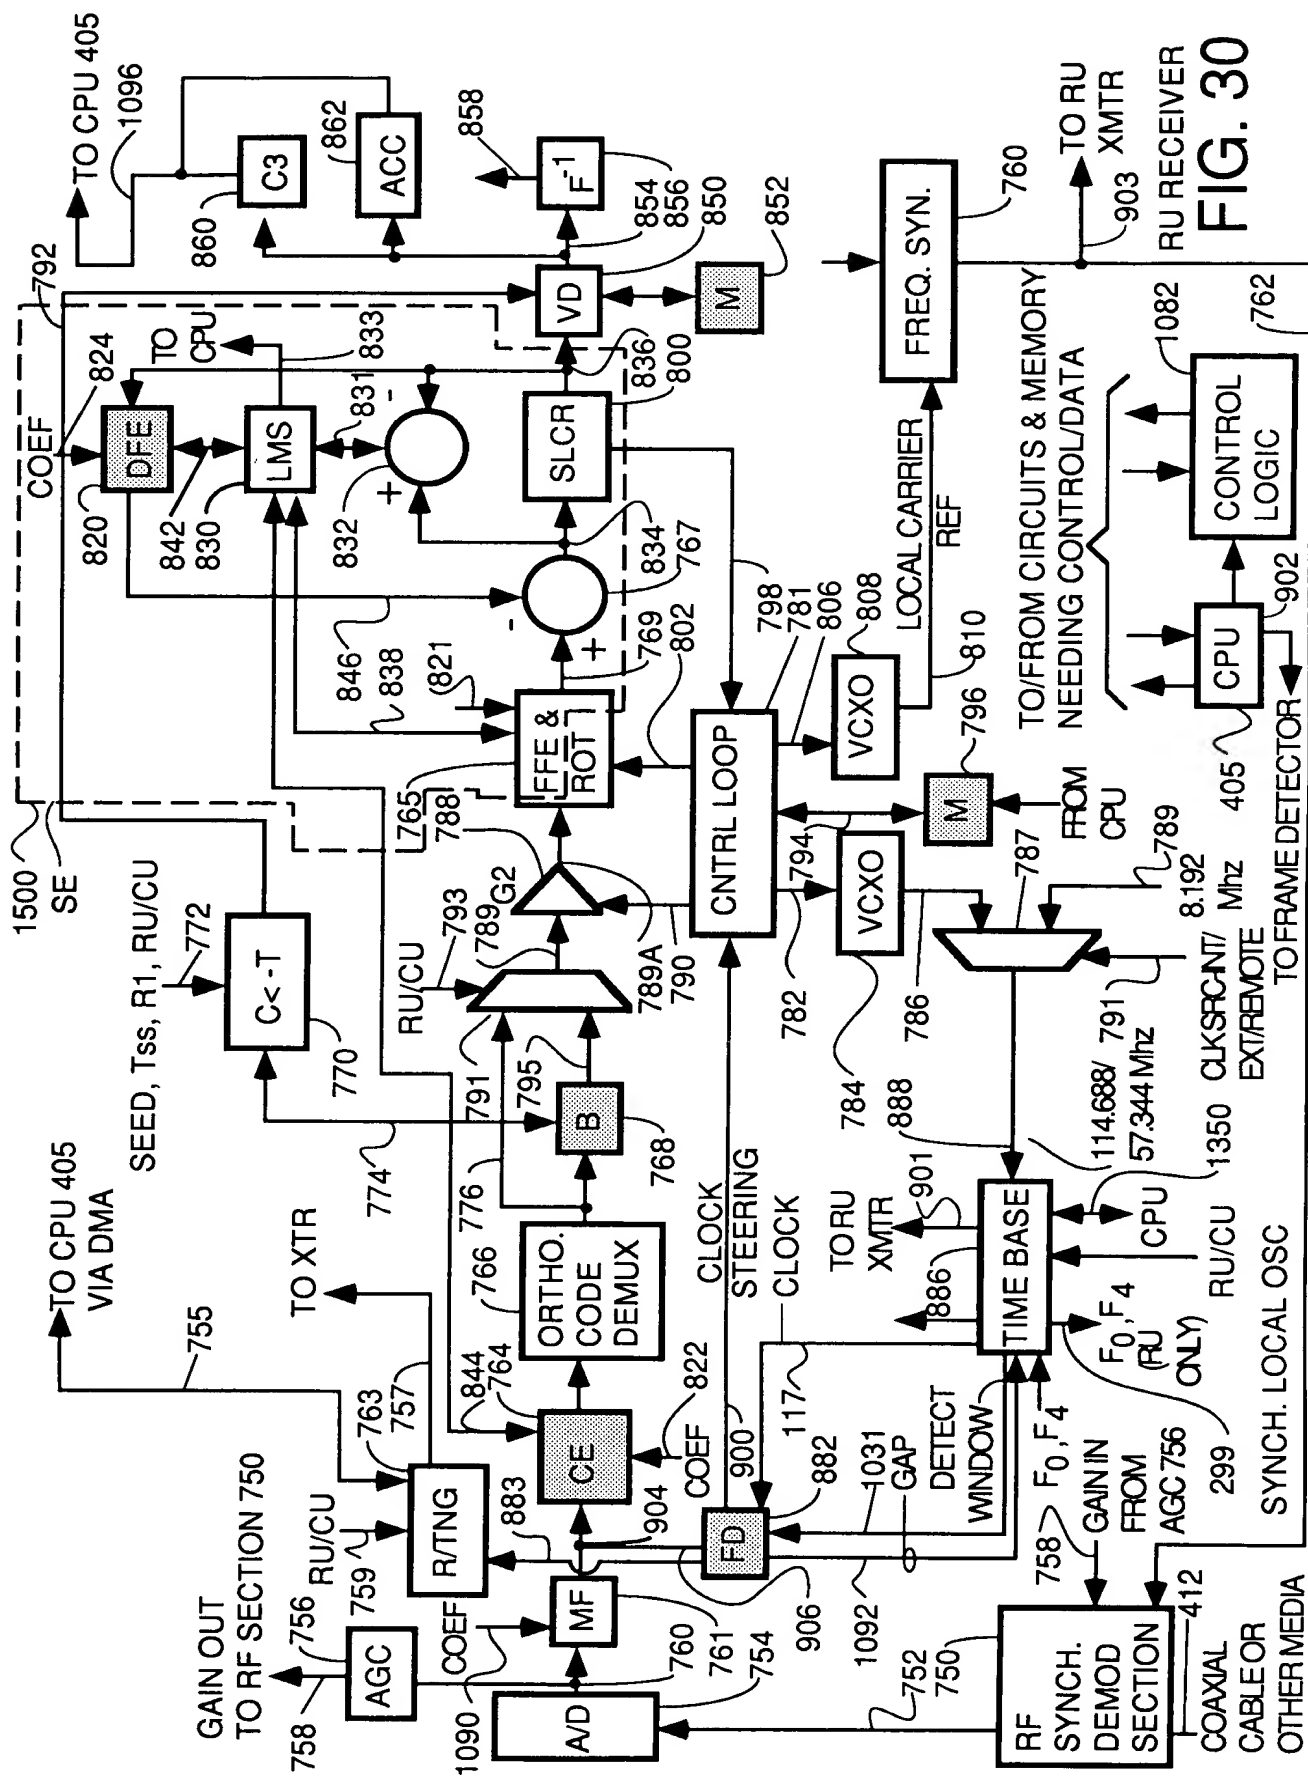 1500
SE
TO CPU 405
VIA DMA
755
SEED, Tss, R1, RU/CU
772
C<-T
770
774
792
COEF
824
DFE
820
TO
CPU
833
842
LMS
830
831
832
+
-
TO CPU 405
1096
C3
860
862
ACC
858
F-1
854
856
850
VD
M
852
836
800
SLCR
834
767
-
+
846
838
821
769
802
FFE &
ROT
765
788
G2
789
793
RU/CU
789A
790
791
795
776
B
768
ORTHO.
CODE
DEMUX
766
TO XTR
757
763
844
764
CE
822
COEF
R/TNG
RU/CU
759
883
904
GAIN OUT
TO RF SECTION 750
756
758
AGC
COEF
1090
MF
760
761
754
A/D
906
752
750
RF
SYNCH.
DEMOD
SECTION
412
COAXIAL
CABLE OR
OTHER MEDIA
758
F0, F4
GAIN IN
FROM
AGC 756
FD
882
900
1031
1092
GAP
DETECT
WINDOW
117
CLOCK
CLOCK
STEERING
CNTRL LOOP
798
781
806
782
794
VCXO
784
786
VCXO
808
LOCAL CARRIER
REF
810
M
796
FROM
CPU
787
789
8.192
Mhz
791
CLK SRC-INT/
EXT/REMOTE
888
114.688/
57.344 Mhz
TIME BASE
886
901
TO RU
XMTR
1350
CPU
RU/CU
F0, F4
(RU
ONLY)
299
SYNCH. LOCAL OSC
FREQ. SYN.
760
TO RU
XMTR
903
TO/FROM CIRCUITS & MEMORY
NEEDING CONTROL/DATA
CPU
405
902
TO FRAME DETECTOR
CONTROL
LOGIC
1082
762
RU RECEIVER
FIG. 30